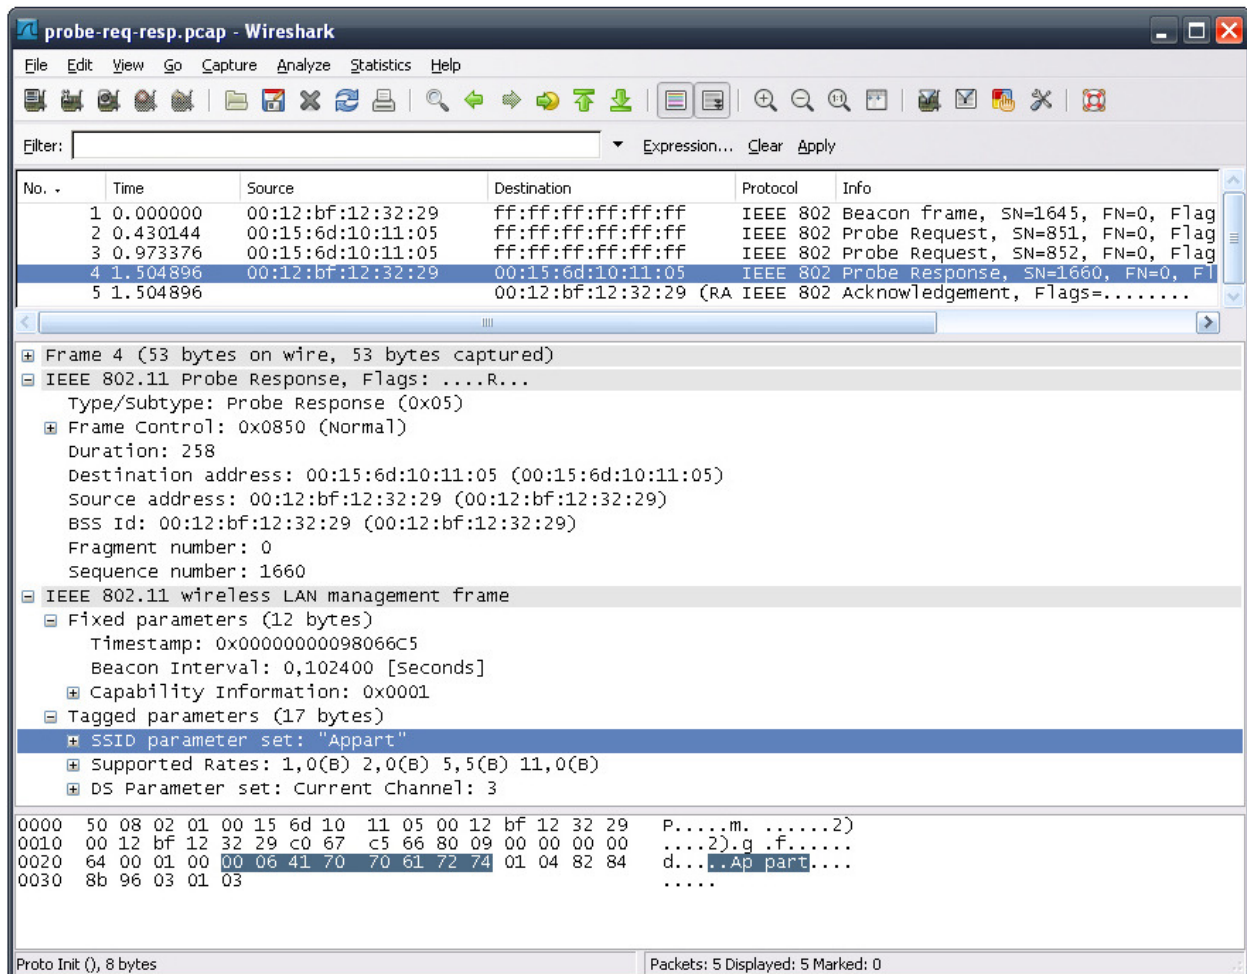 probe-req-resp.pcap - Wireshark
File Edit View Go Capture Analyze Statistics Help
Filter: Expression... Clear Apply
No. Time Source Destination Protocol Info
1 0.000000 00:12:bf:12:32:29 ff:ff:ff:ff:ff:ff IEEE 802 Beacon frame, SN=1645, FN=0, Flag
2 0.430144 00:15:6d:10:11:05 ff:ff:ff:ff:ff:ff IEEE 802 Probe Request, SN=851, FN=0, Flag
3 0.973376 00:15:6d:10:11:05 ff:ff:ff:ff:ff:ff IEEE 802 Probe Request, SN=852, FN=0, Flag
4 1.504896 00:12:bf:12:32:29 00:15:6d:10:11:05 IEEE 802 Probe Response, SN=1660, FN=0, Fl
5 1.504896 00:12:bf:12:32:29 (RA IEEE 802 Acknowledgement, Flags=........
Frame 4 (53 bytes on wire, 53 bytes captured)
IEEE 802.11 Probe Response, Flags: ....R...
Type/Subtype: Probe Response (0x05)
Frame Control: 0x0850 (Normal)
Duration: 258
Destination address: 00:15:6d:10:11:05 (00:15:6d:10:11:05)
Source address: 00:12:bf:12:32:29 (00:12:bf:12:32:29)
BSS Id: 00:12:bf:12:32:29 (00:12:bf:12:32:29)
Fragment number: 0
Sequence number: 1660
IEEE 802.11 wireless LAN management frame
Fixed parameters (12 bytes)
Timestamp: 0x00000000098066C5
Beacon Interval: 0,102400 [Seconds]
Capability Information: 0x0001
Tagged parameters (17 bytes)
SSID parameter set: "Appart"
Supported Rates: 1,0(B) 2,0(B) 5,5(B) 11,0(B)
DS Parameter set: Current Channel: 3
0000 50 08 02 01 00 15 6d 10 11 05 00 12 bf 12 32 29 P.....m. ......2)
0010 00 12 bf 12 32 29 c0 67 c5 66 80 09 00 00 00 00 ....2).g .f......
0020 64 00 01 00 00 06 41 70 70 61 72 74 01 04 82 84 d.....Ap part....
0030 8b 96 03 01 03 .....
Proto Init (), 8 bytes Packets: 5 Displayed: 5 Marked: 0